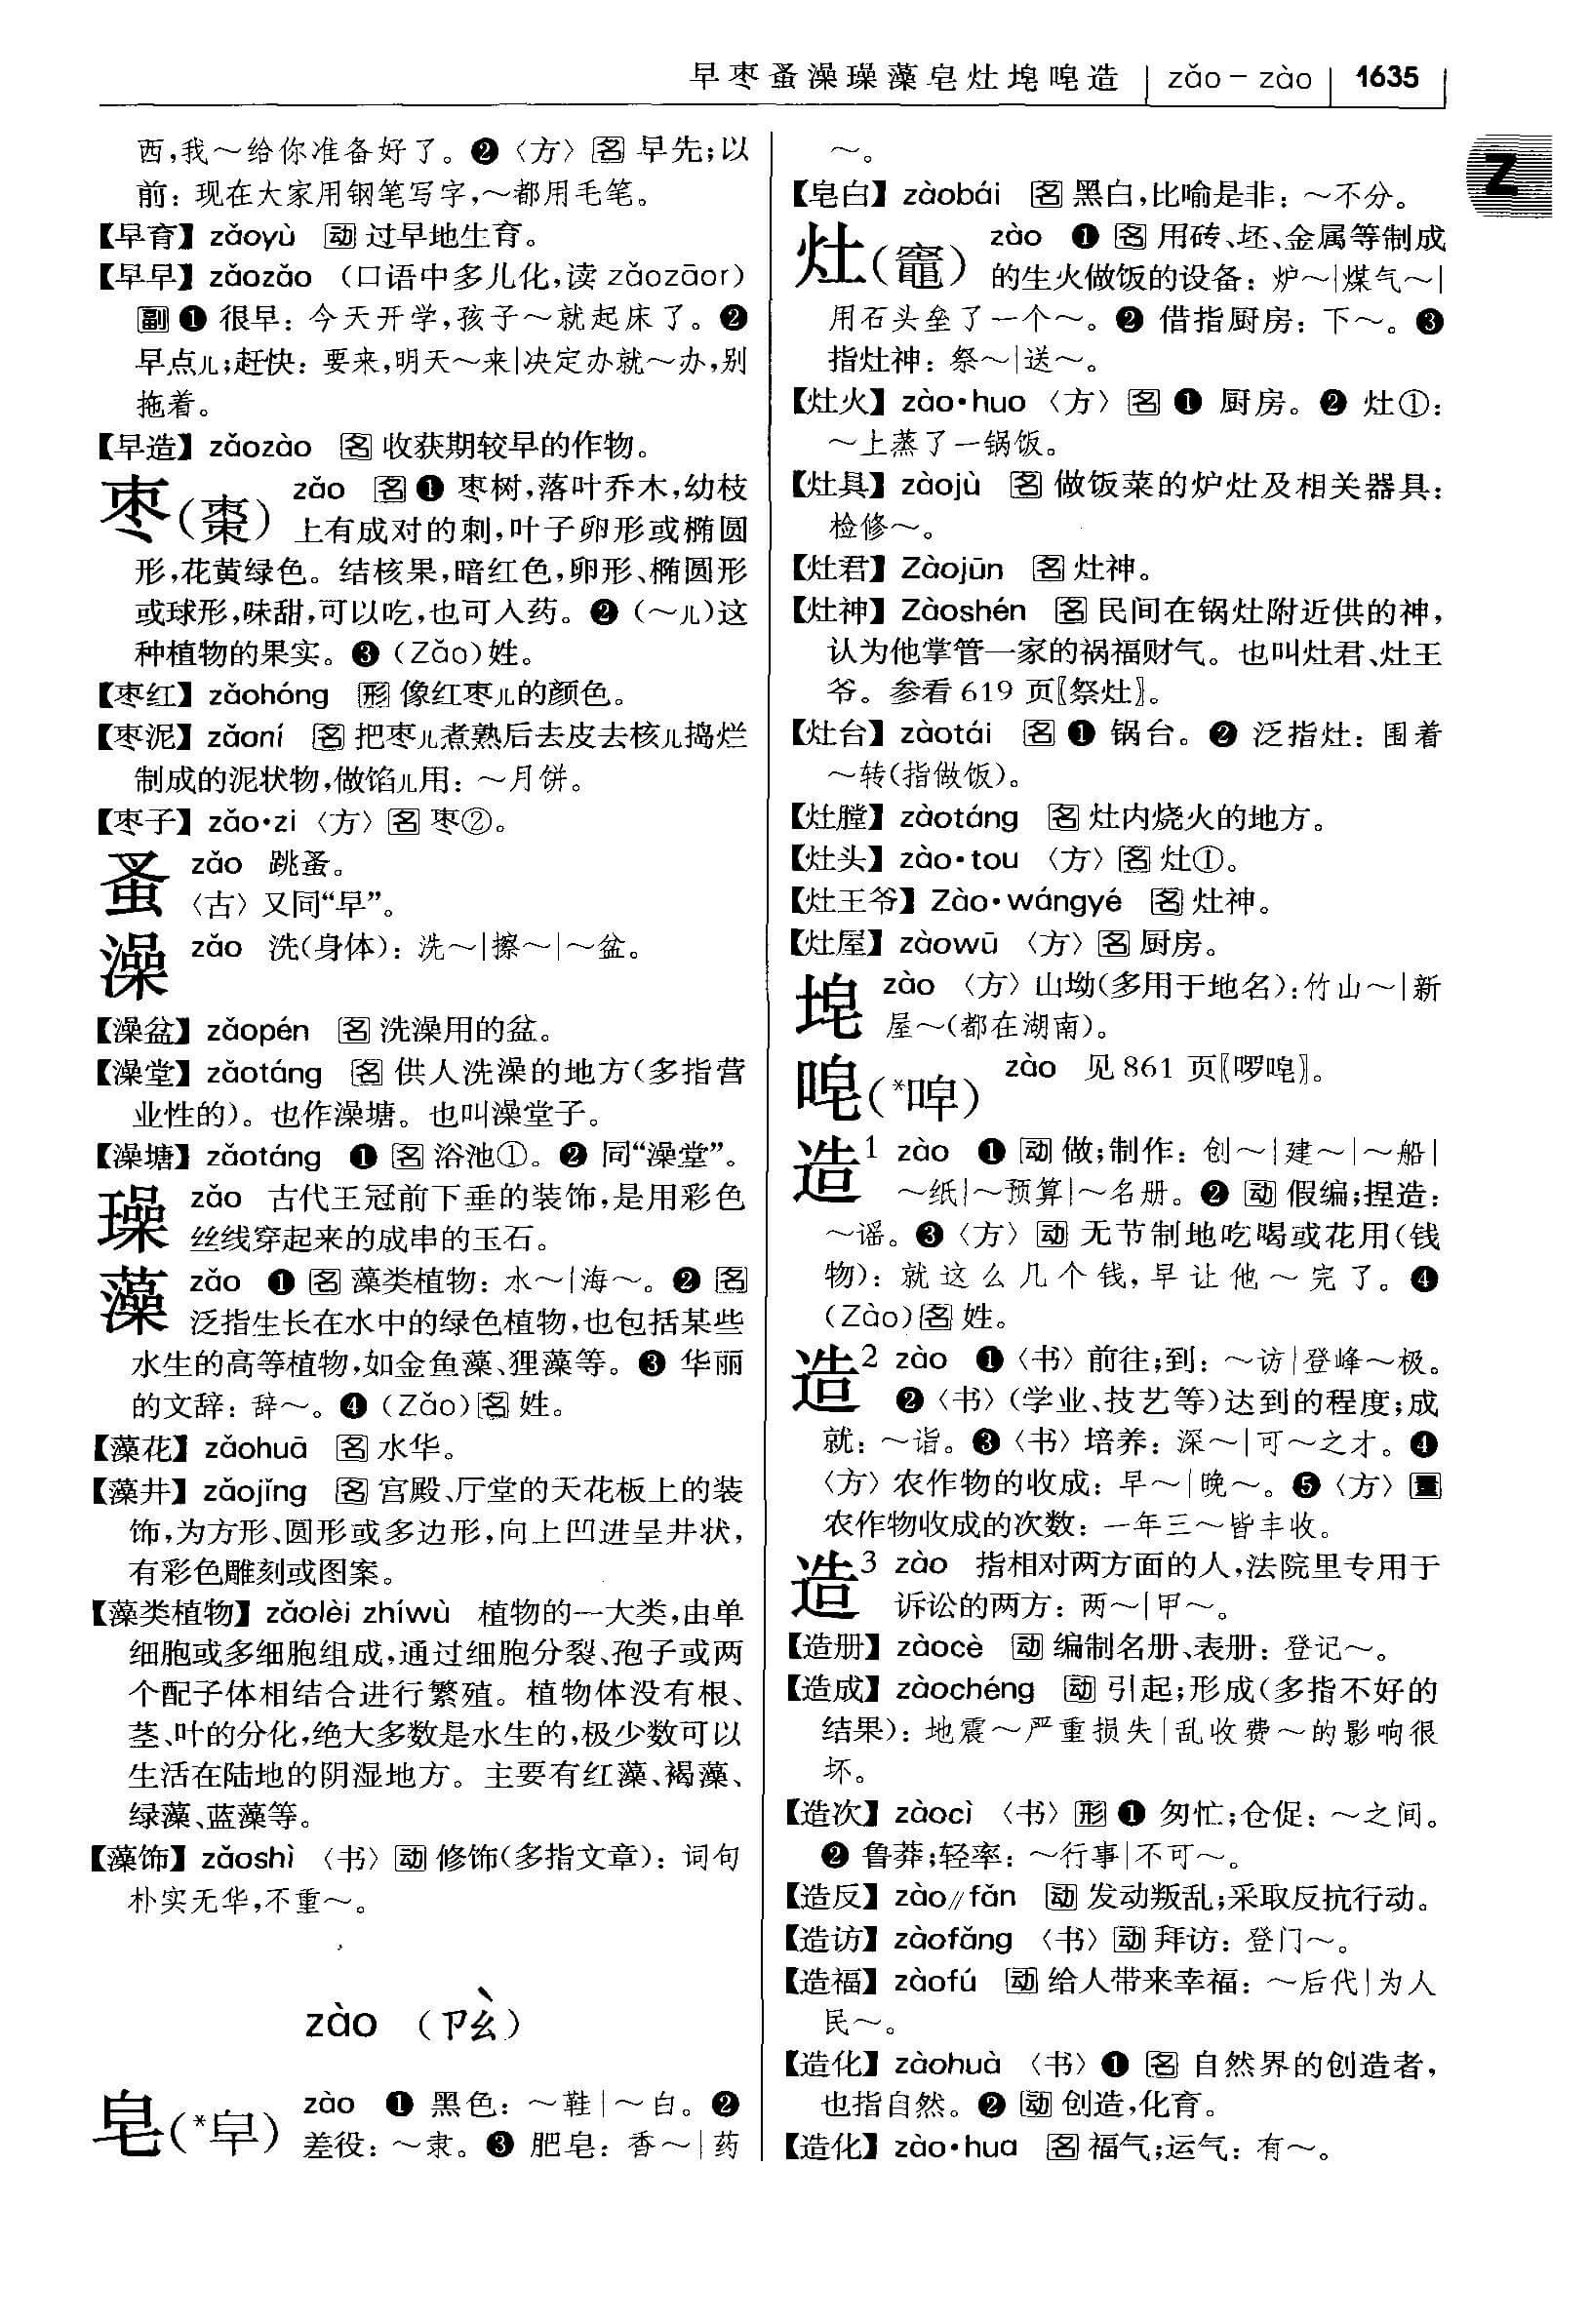 早枣蚤澡璪藻皂灶唣唣造 | zǎo – zào | 1635
Z
西,我～给你准备好了。❷〈方〉名 早先;以
前：现在大家用钢笔写字,～都用毛笔。
【早育】zǎoyù 动 过早地生育。
【早早】zǎozǎo （口语中多儿化,读 zǎozāor）
副 ❶ 很早：今天开学,孩子～就起床了。❷
早点儿;赶快：要来,明天～来|决定办就～办,别
拖着。
【早造】zǎozào 名 收获期较早的作物。
枣(棗) zǎo 名 ❶ 枣树,落叶乔木,幼枝
上有成对的刺,叶子卵形或椭圆
形,花黄绿色。结核果,暗红色,卵形、椭圆形
或球形,味甜,可以吃,也可入药。❷（～儿）这
种植物的果实。❸（Zǎo）姓。
【枣红】zǎohóng 形 像红枣儿的颜色。
【枣泥】zǎoní 名 把枣儿煮熟后去皮去核儿捣烂
制成的泥状物,做馅儿用：～月饼。
【枣子】zǎo·zi〈方〉名 枣②。
蚤 zǎo 跳蚤。
〈古〉又同“早”。
澡 zǎo 洗(身体)：洗～|擦～|～盆。
【澡盆】zǎopén 名 洗澡用的盆。
【澡堂】zǎotáng 名 供人洗澡的地方(多指营
业性的)。也作澡塘。也叫澡堂子。
【澡塘】zǎotáng ❶ 名 浴池①。❷ 同“澡堂”。
璪 zǎo 古代王冠前下垂的装饰,是用彩色
丝线穿起来的成串的玉石。
藻 zǎo ❶ 名 藻类植物：水～|海～。❷ 名
泛指生长在水中的绿色植物,也包括某些
水生的高等植物,如金鱼藻、狸藻等。❸ 华丽
的文辞：辞～。❹（Zǎo）名 姓。
【藻花】zǎohuā 名 水华。
【藻井】zǎojǐng 名 宫殿、厅堂的天花板上的装
饰,为方形、圆形或多边形,向上凹进呈井状,
有彩色雕刻或图案。
【藻类植物】zǎolèi zhíwù 植物的一大类,由单
细胞或多细胞组成,通过细胞分裂、孢子或两
个配子体相结合进行繁殖。植物体没有根、
茎、叶的分化,绝大多数是水生的,极少数可以
生活在陆地的阴湿地方。主要有红藻、褐藻、
绿藻、蓝藻等。
【藻饰】zǎoshì〈书〉动 修饰(多指文章)：词句
朴实无华,不重～。
zào （ㄗㄠˋ）
皂(*皁) zào ❶ 黑色：～鞋|～白。❷
差役：～隶。❸ 肥皂：香～|药
～。
【皂白】zàobái 名 黑白,比喻是非：～不分。
灶(竈) zào ❶ 名 用砖、坯、金属等制成
的生火做饭的设备：炉～|煤气～|
用石头垒了一个～。❷ 借指厨房：下～。❸
指灶神：祭～|送～。
【灶火】zào·huo〈方〉名 ❶ 厨房。❷ 灶①：
～上蒸了一锅饭。
【灶具】zàojù 名 做饭菜的炉灶及相关器具：
检修～。
【灶君】Zàojūn 名 灶神。
【灶神】Zàoshén 名 民间在锅灶附近供的神,
认为他掌管一家的祸福财气。也叫灶君、灶王
爷。参看 619 页〖祭灶〗。
【灶台】zàotái 名 ❶ 锅台。❷ 泛指灶：围着
～转(指做饭)。
【灶膛】zàotáng 名 灶内烧火的地方。
【灶头】zào·tou〈方〉名 灶①。
【灶王爷】Zào·wángyé 名 灶神。
【灶屋】zàowū〈方〉名 厨房。
zào〈方〉山坳(多用于地名)：竹山～|新
屋～(都在湖南)。
唣(*唕) zào 见 861 页〖啰唣〗。
造1 zào ❶ 动 做;制作：创～|建～|～船|
～纸|～预算|～名册。❷ 动 假编;捏造：
～谣。❸〈方〉动 无节制地吃喝或花用(钱
物)：就这么几个钱,早让他～完了。❹
（Zào）名 姓。
造2 zào ❶〈书〉前往;到：～访|登峰～极。
❷〈书〉(学业、技艺等)达到的程度;成
就：～诣。❸〈书〉培养：深～|可～之才。❹
〈方〉农作物的收成：早～|晚～。❺〈方〉量
农作物收成的次数：一年三～皆丰收。
造3 zào 指相对两方面的人,法院里专用于
诉讼的两方：两～|甲～。
【造册】zàocè 动 编制名册、表册：登记～。
【造成】zàochéng 动 引起;形成(多指不好的
结果)：地震～严重损失|乱收费～的影响很
坏。
【造次】zàocì〈书〉形 ❶ 匆忙;仓促：～之间。
❷ 鲁莽;轻率：～行事|不可～。
【造反】zào∥fǎn 动 发动叛乱;采取反抗行动。
【造访】zàofǎng〈书〉动 拜访：登门～。
【造福】zàofú 动 给人带来幸福：～后代|为人
民～。
【造化】zàohuà〈书〉❶ 名 自然界的创造者,
也指自然。❷ 动 创造,化育。
【造化】zào·hua 名 福气;运气：有～。